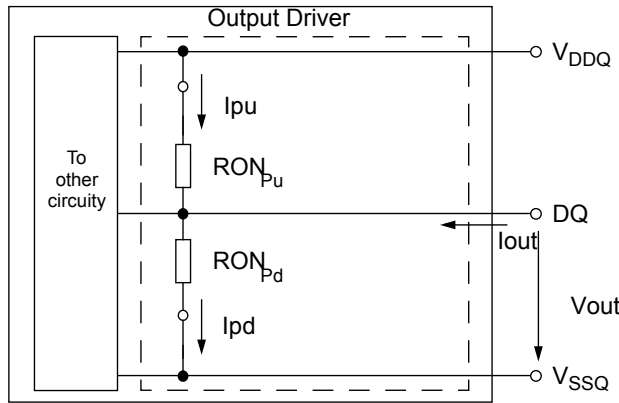 Output Driver
V_DDQ
Ipu
To
other
circuity
RON_Pu
DQ
Iout
RON_Pd
Vout
Ipd
V_SSQ